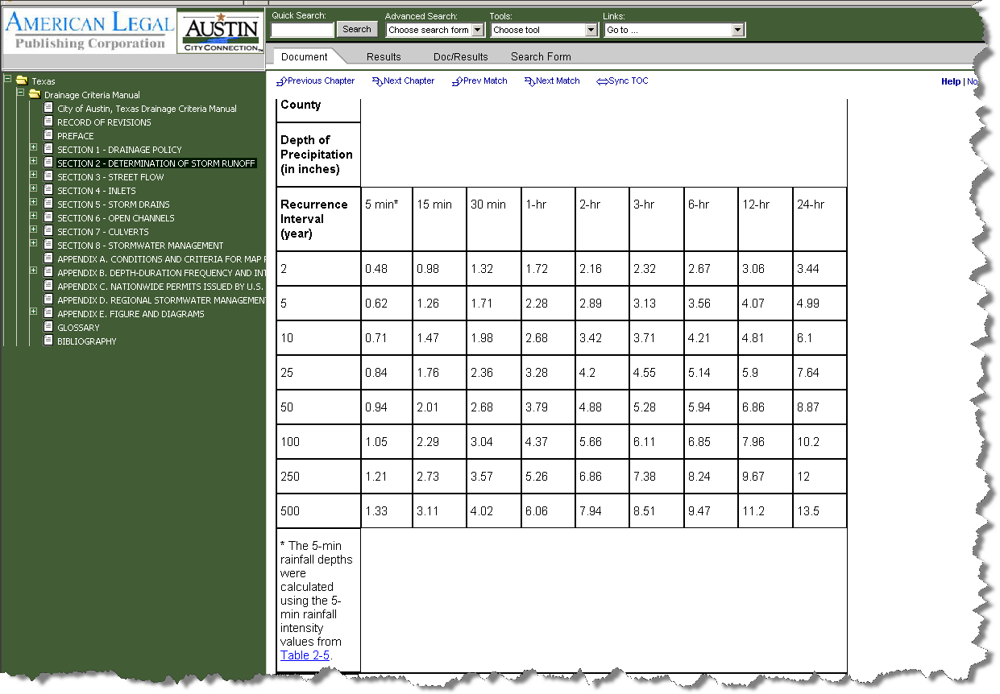 AMERICAN LEGAL
Publishing Corporation
AUSTIN
CITY CONNECTION
Quick Search:
Search
Advanced Search:
Choose search form
Tools:
Choose tool
Links:
Go to ...
Document
Results
Doc/Results
Search Form
Previous Chapter
Next Chapter
Prev Match
Next Match
Sync TOC
Help | No
Texas
Drainage Criteria Manual
City of Austin, Texas Drainage Criteria Manual
RECORD OF REVISIONS
PREFACE
SECTION 1 - DRAINAGE POLICY
SECTION 2 - DETERMINATION OF STORM RUNOFF
SECTION 3 - STREET FLOW
SECTION 4 - INLETS
SECTION 5 - STORM DRAINS
SECTION 6 - OPEN CHANNELS
SECTION 7 - CULVERTS
SECTION 8 - STORMWATER MANAGEMENT
APPENDIX A. CONDITIONS AND CRITERIA FOR MAP
APPENDIX B. DEPTH-DURATION FREQUENCY AND INT
APPENDIX C. NATIONWIDE PERMITS ISSUED BY U.S.
APPENDIX D. REGIONAL STORMWATER MANAGEMEN
APPENDIX E. FIGURE AND DIAGRAMS
GLOSSARY
BIBLIOGRAPHY
County
Depth of
Precipitation
(in inches)
Recurrence
Interval
(year)
5 min* 15 min 30 min 1-hr 2-hr 3-hr 6-hr 12-hr 24-hr
2 0.48 0.98 1.32 1.72 2.16 2.32 2.67 3.06 3.44
5 0.62 1.26 1.71 2.28 2.89 3.13 3.56 4.07 4.99
10 0.71 1.47 1.98 2.68 3.42 3.71 4.21 4.81 6.1
25 0.84 1.76 2.36 3.28 4.2 4.55 5.14 5.9 7.64
50 0.94 2.01 2.68 3.79 4.88 5.28 5.94 6.86 8.87
100 1.05 2.29 3.04 4.37 5.66 6.11 6.85 7.96 10.2
250 1.21 2.73 3.57 5.26 6.86 7.38 8.24 9.67 12
500 1.33 3.11 4.02 6.06 7.94 8.51 9.47 11.2 13.5
* The 5-min
rainfall depths
were
calculated
using the 5-
min rainfall
intensity
values from
Table 2-5.